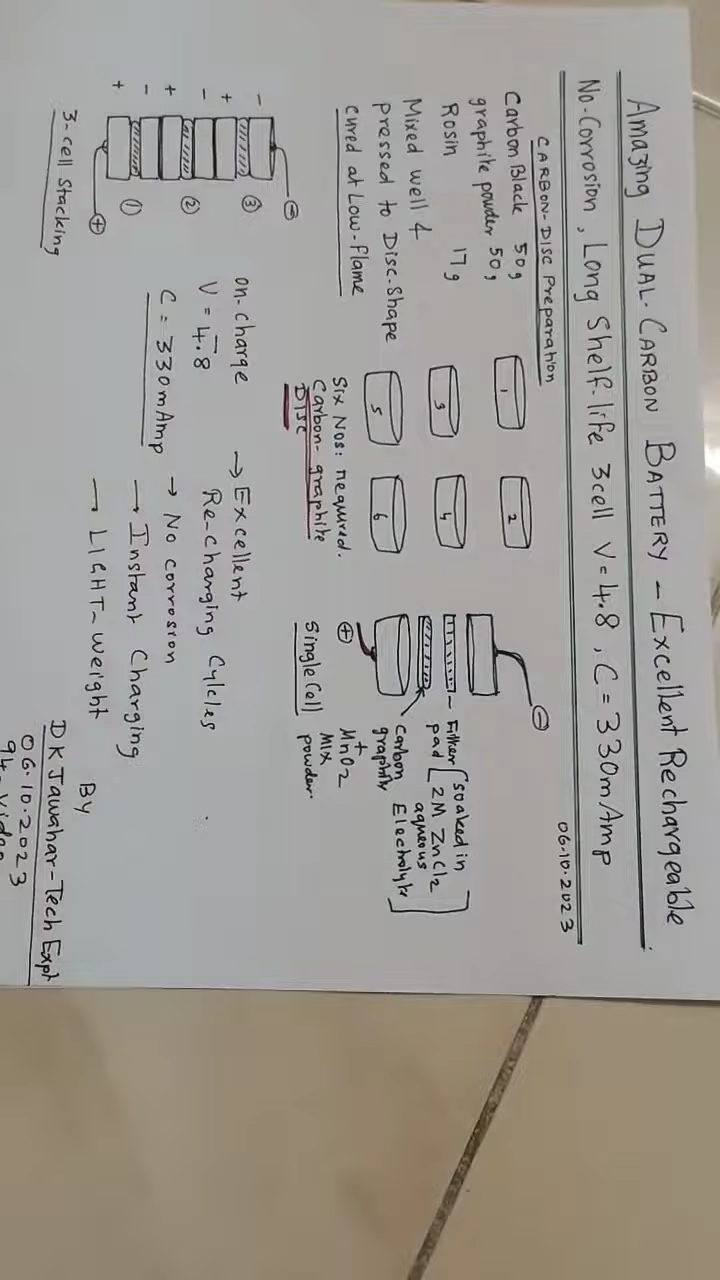 Amazing DUAL-CARBON BATTERY – Excellent Rechargeable
No-Corrosion, Long Shelf-life 3cell V=4.8, C=330mAmp
06-10.2023
CARBON-DISC Preparation
Carbon Black 50g
graphite powder 50g
Rosin 17g
Mixed well &
pressed to Disc-Shape
cured at Low-flame
1
2
3
4
5
6
Six Nos: required.
Carbon-graphite
Disc
−
Filter
pad
[soaked in
2M ZnCl2
aqueous
Electrolyte]
Carbon
graphite
+
MnO2
Mix
powder.
+
Single Cell
− + − + − +
−
③
②
①
+
3-cell Stacking
on-charge
V = 4.8
C = 330mAmp
→ Excellent
Re-charging Cylcles
→ No corrosion
→ Instant Charging
→ LIGHT-weight
BY
DK Jawahar-Tech Expt
06.10.2023